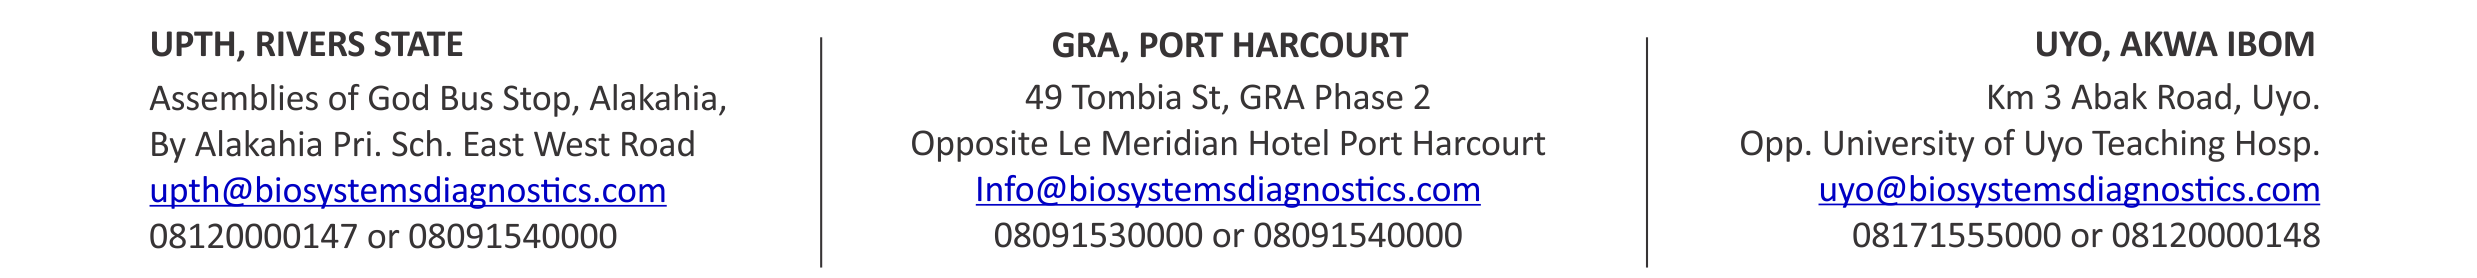 UPTH, RIVERS STATE
Assemblies of God Bus Stop, Alakahia,
By Alakahia Pri. Sch. East West Road
upth@biosystemsdiagnostics.com
08120000147 or 08091540000
GRA, PORT HARCOURT
49 Tombia St, GRA Phase 2
Opposite Le Meridian Hotel Port Harcourt
Info@biosystemsdiagnostics.com
08091530000 or 08091540000
UYO, AKWA IBOM
Km 3 Abak Road, Uyo.
Opp. University of Uyo Teaching Hosp.
uyo@biosystemsdiagnostics.com
08171555000 or 08120000148